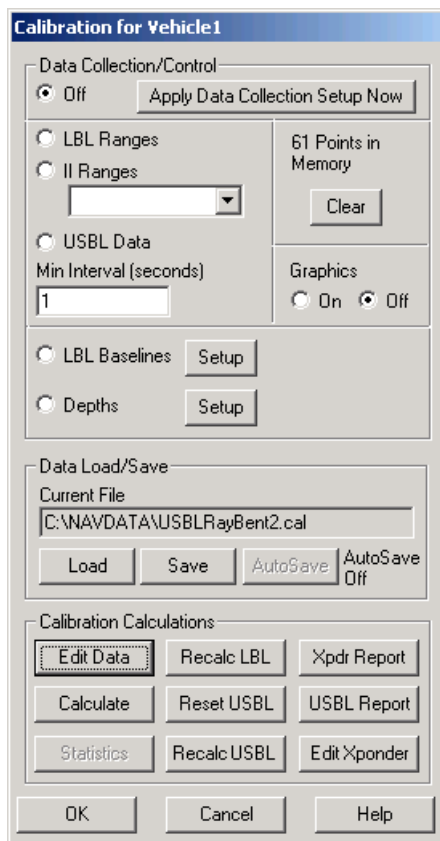 Calibration for Vehicle1
Data Collection/Control
Off
Apply Data Collection Setup Now
LBL Ranges
II Ranges
61 Points in
Memory
Clear
USBL Data
Min Interval (seconds)
1
Graphics
On
Off
LBL Baselines
Setup
Depths
Setup
Data Load/Save
Current File
C:\NAVDATA\USBLRayBent2.cal
Load
Save
AutoSave
AutoSave
Off
Calibration Calculations
Edit Data
Recalc LBL
Xpdr Report
Calculate
Reset USBL
USBL Report
Statistics
Recalc USBL
Edit Xponder
OK
Cancel
Help